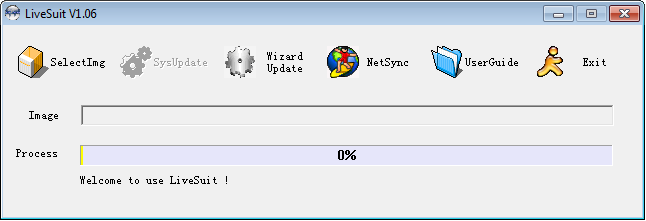 LiveSuit V1.06
SelectImg
SysUpdate
Wizard
Update
NetSync
UserGuide
Exit
Image
Process
0%
Welcome to use LiveSuit !